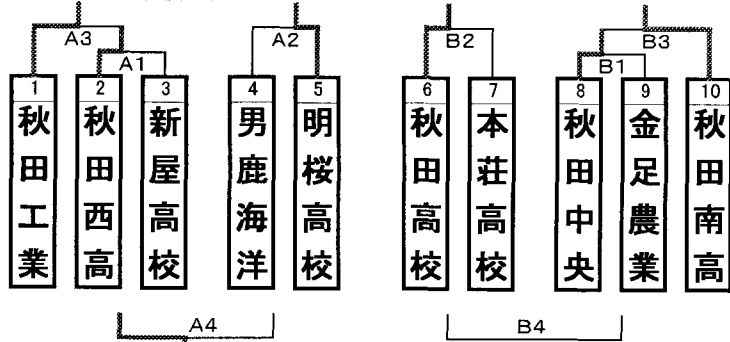 A3
A2
B2
B3
A1
B1
1
秋田工業
2
秋田西高
3
新屋高校
4
男鹿海洋
5
明桜高校
6
秋田高校
7
本荘高校
8
秋田中央
9
金足農業
10
秋田南高
A4
B4